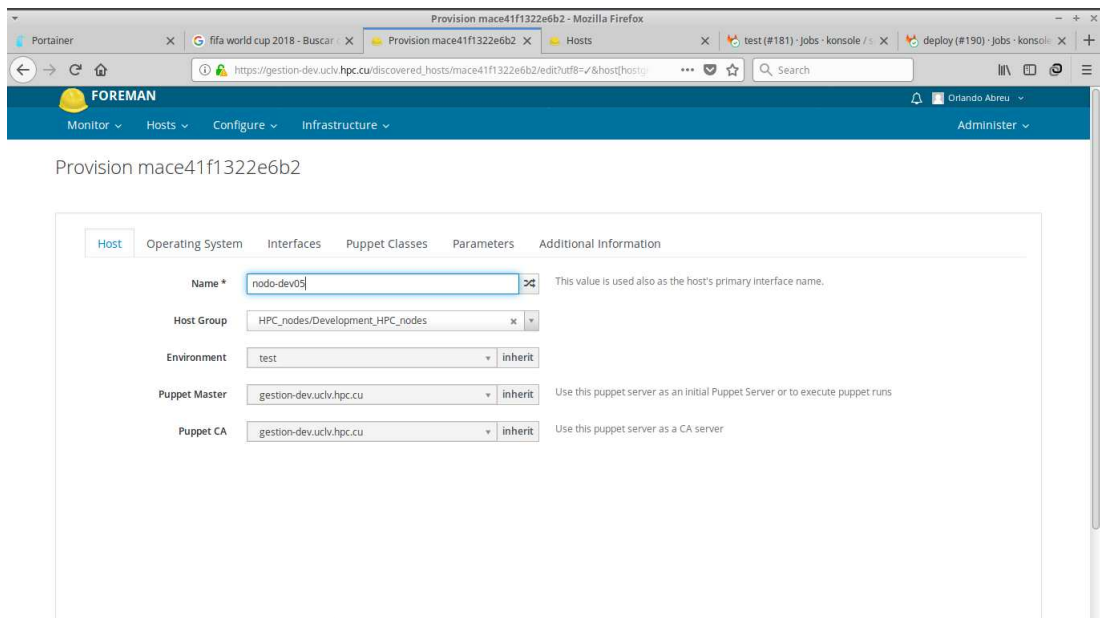 Provision mace41f1322e6b2 - Mozilla Firefox
Portainer
fifa world cup 2018 - Buscar c
Provision mace41f1322e6b2
Hosts
test (#181) · Jobs · konsole / s
deploy (#190) · Jobs · konsole
https://gestion-dev.uclv.hpc.cu/discovered_hosts/mace41f1322e6b2/edit?utf8=✓&host[hostg
Search
FOREMAN
Orlando Abreu
Monitor Hosts Configure Infrastructure Administer
Provision mace41f1322e6b2
Host Operating System Interfaces Puppet Classes Parameters Additional Information
Name * nodo-dev05 This value is used also as the host's primary interface name.
Host Group HPC_nodes/Development_HPC_nodes
Environment test inherit
Puppet Master gestion-dev.uclv.hpc.cu inherit Use this puppet server as an initial Puppet Server or to execute puppet runs
Puppet CA gestion-dev.uclv.hpc.cu inherit Use this puppet server as a CA server